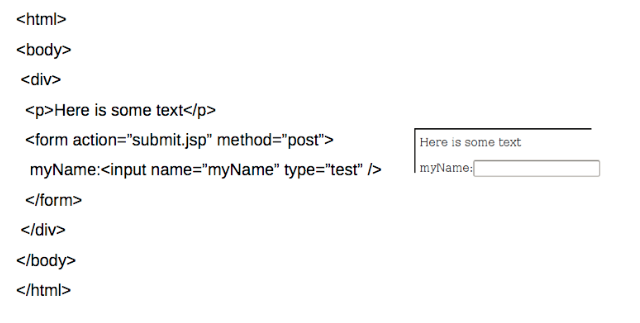 <html>
<body>
<div>
<p>Here is some text</p>
<form action="submit.jsp" method="post">
myName:<input name="myName" type="test" />
</form>
</div>
</body>
</html>
Here is some text
myName: